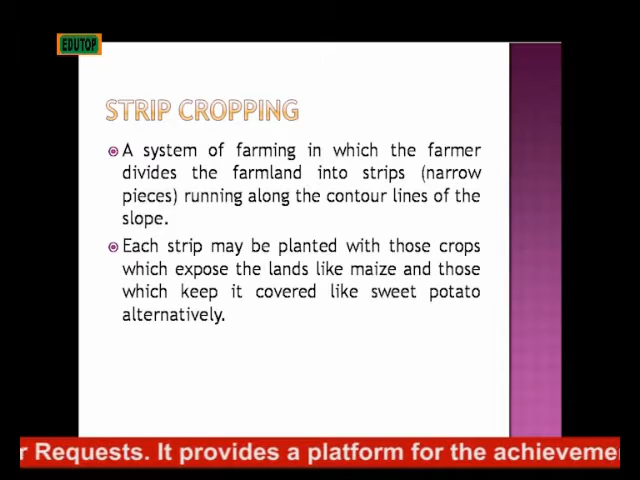 EDUTOP
STRIP CROPPING
A system of farming in which the farmer
divides the farmland into strips (narrow
pieces) running along the contour lines of the
slope.
Each strip may be planted with those crops
which expose the lands like maize and those
which keep it covered like sweet potato
alternatively.
r Requests. It provides a platform for the achieveme